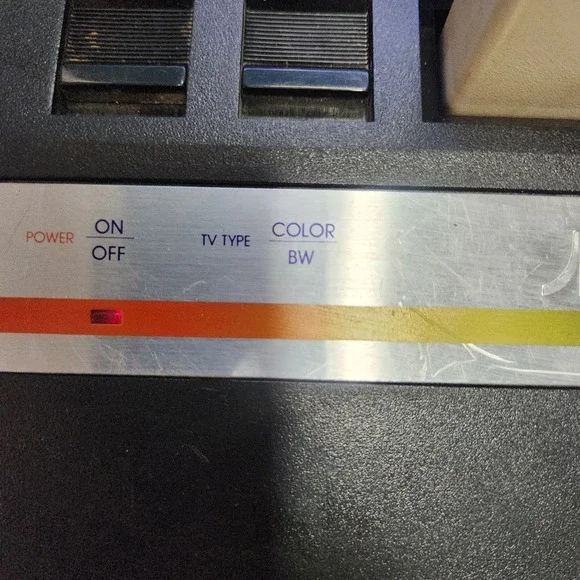 POWER ON
OFF
TV TYPE COLOR
BW